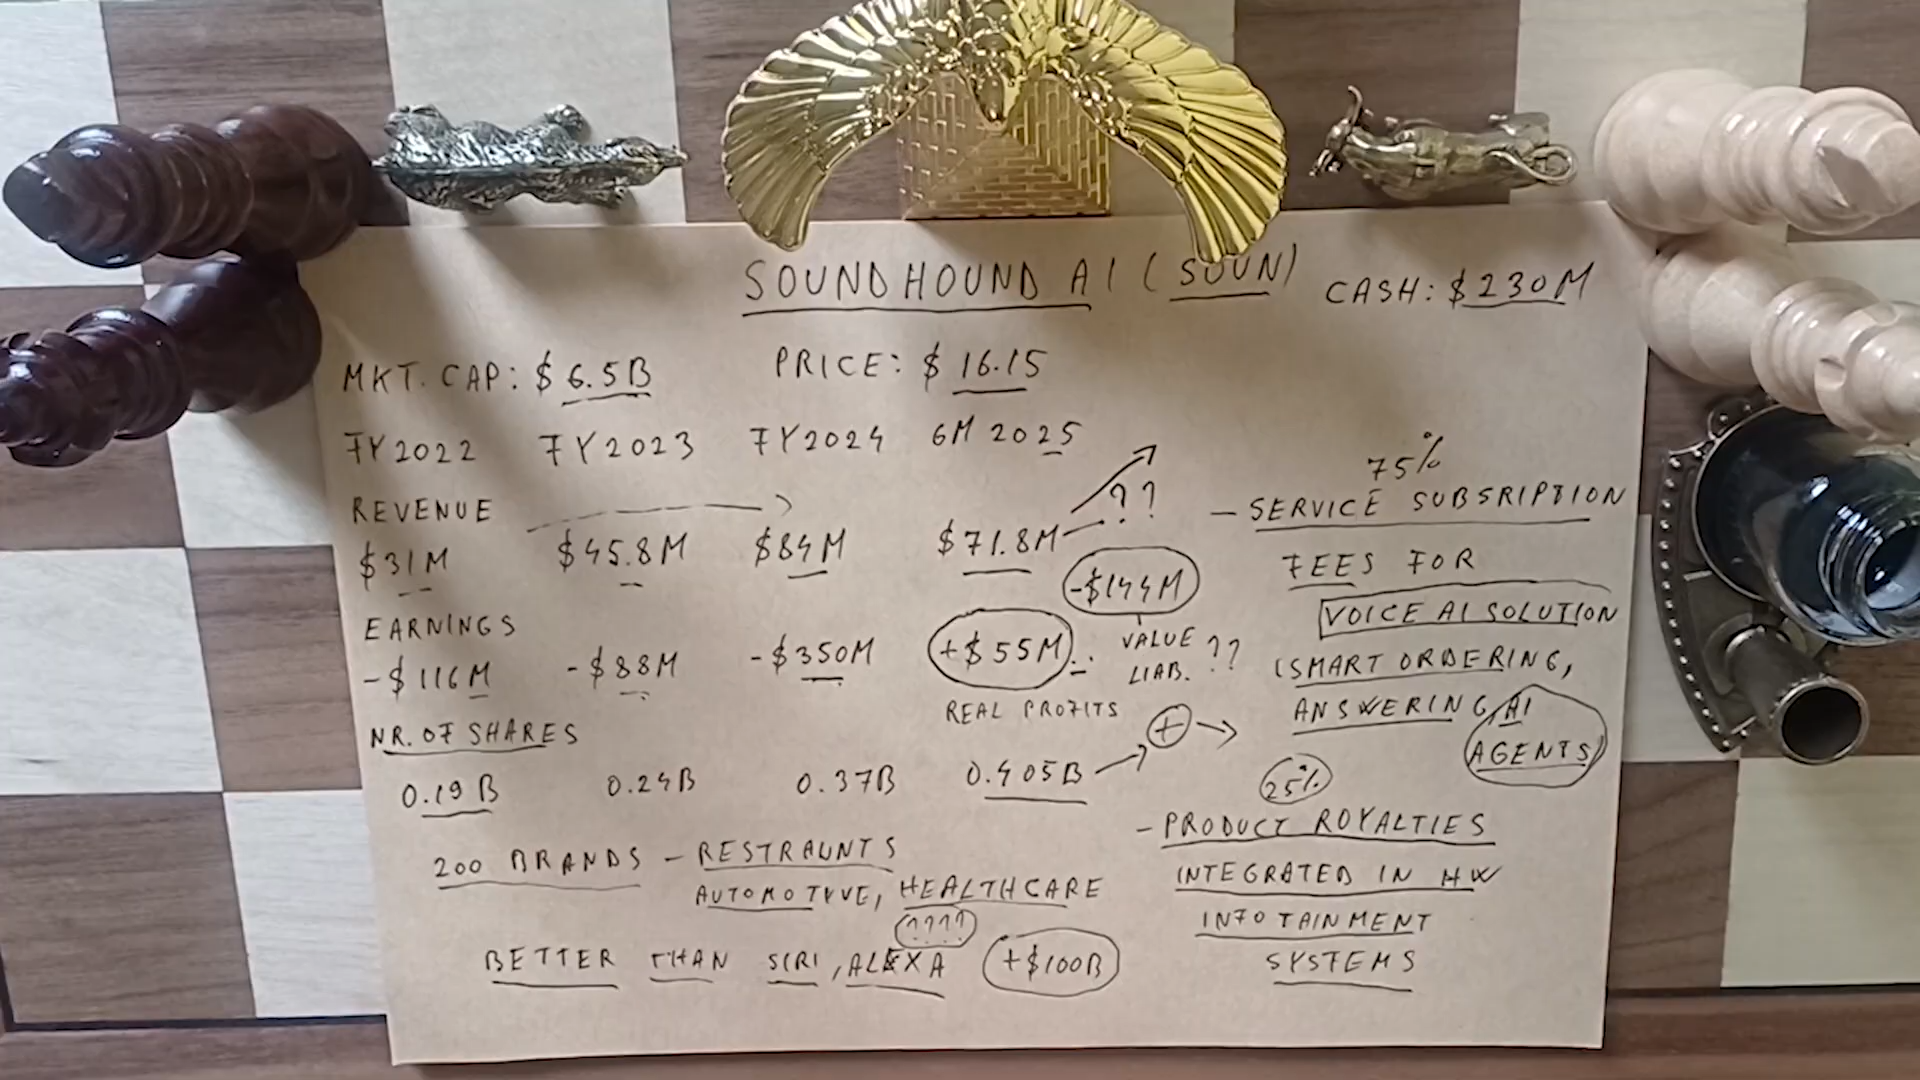 SOUNDHOUND AI (SOUN)
CASH: $230M
MKT. CAP: $6.5B
PRICE: $16.15
FY2022 FY2023 FY2024 6M 2025
REVENUE
$31M $45.8M $84M $71.8M ??
-$144M
VALUE LIAB. ??
EARNINGS
-$116M -$88M -$350M +$55M
REAL PROFITS
NR. OF SHARES
0.19B 0.24B 0.37B 0.405B +
200 BRANDS - RESTRAUNTS
AUTOMOTYVE, HEALTHCARE
????
BETTER THAN SIRI, ALEXA +$100B
75%
- SERVICE SUBSRIPTION
FEES FOR
VOICE AI SOLUTION
(SMART ORDERING,
ANSWERING, AI
AGENTS)
25%
- PRODUCT ROYALTIES
INTEGRATED IN HW
INFOTAINMENT
SYSTEMS